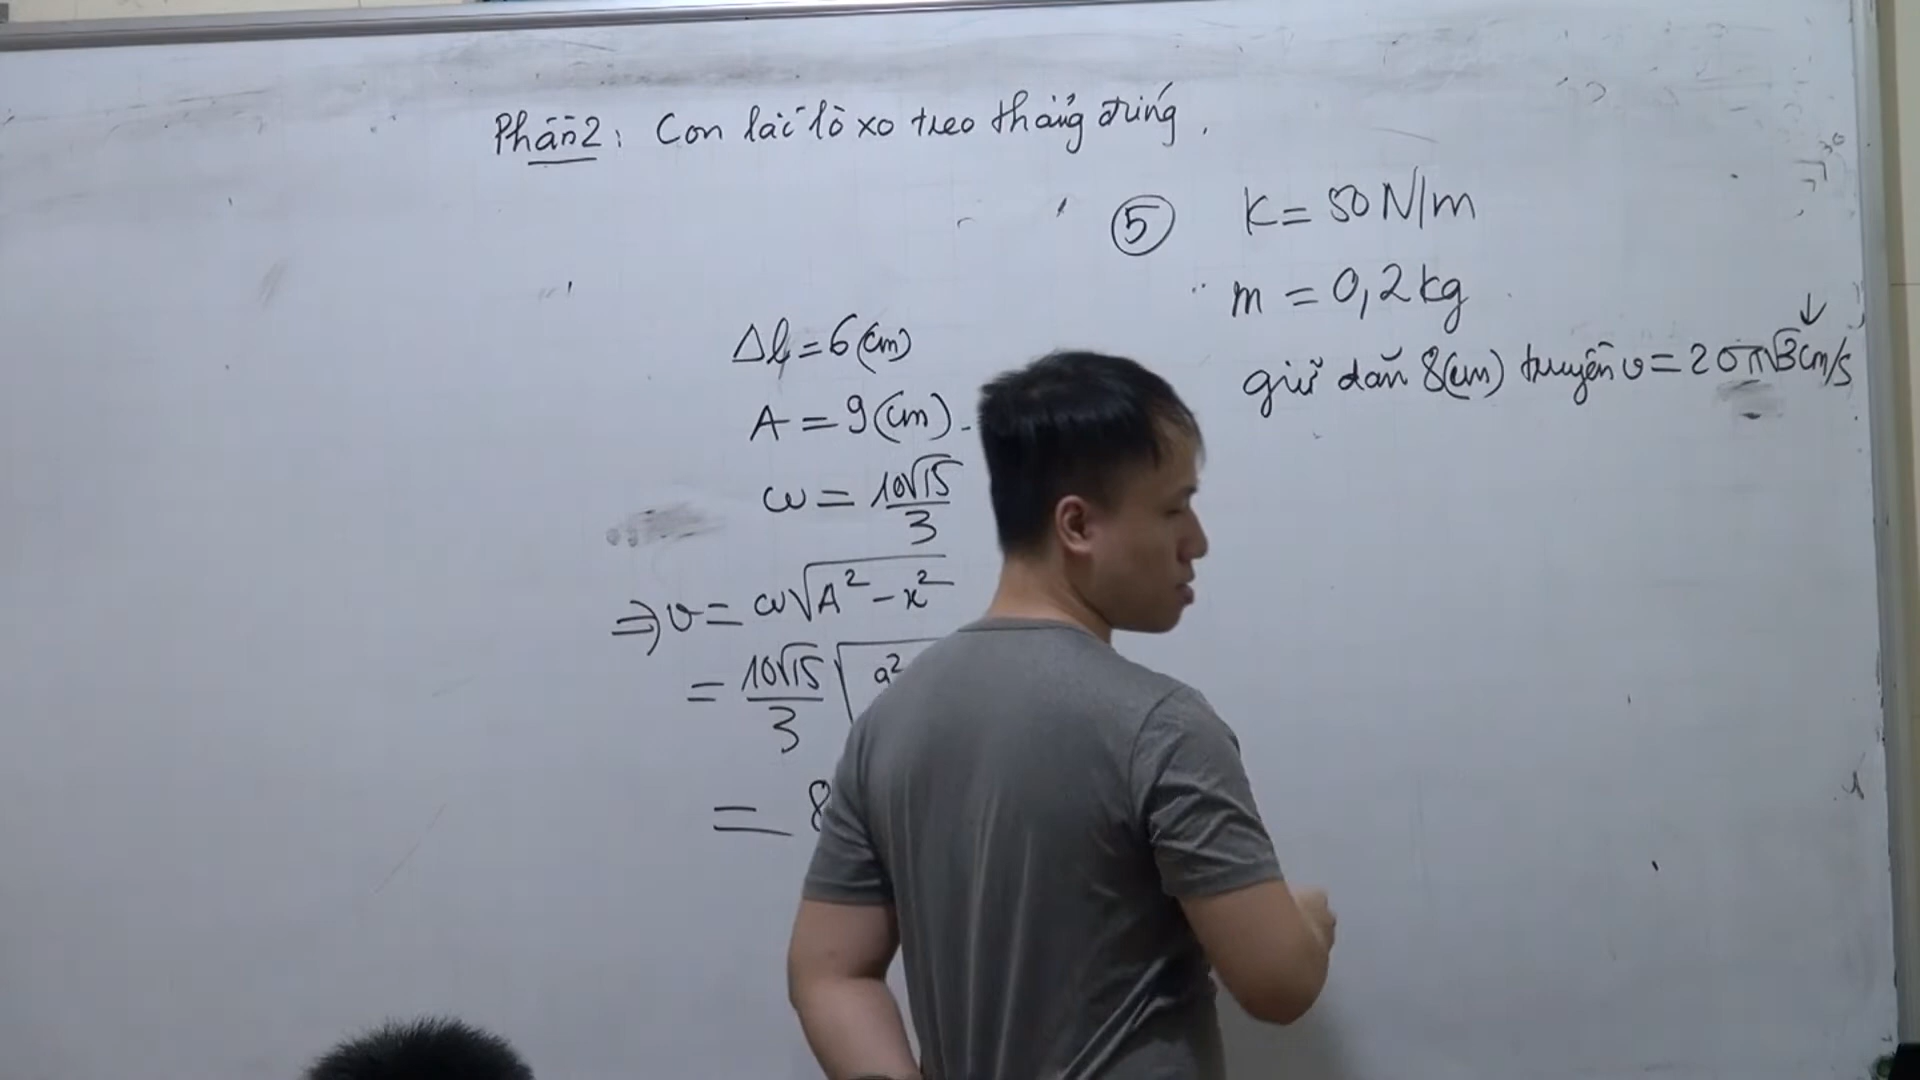 Phần 2: Con lắc lò xo treo thẳng đứng.
Δl = 6 (cm)
A = 9 (cm).
ω = 10√15/3
⇒ v = ω√A² - x²
= 10√15/3 √9²
= 8
⑤ K = 50 N/m
m = 0,2 kg
giữ dãn 8(cm) truyền v = 20π√3 cm/s ↓